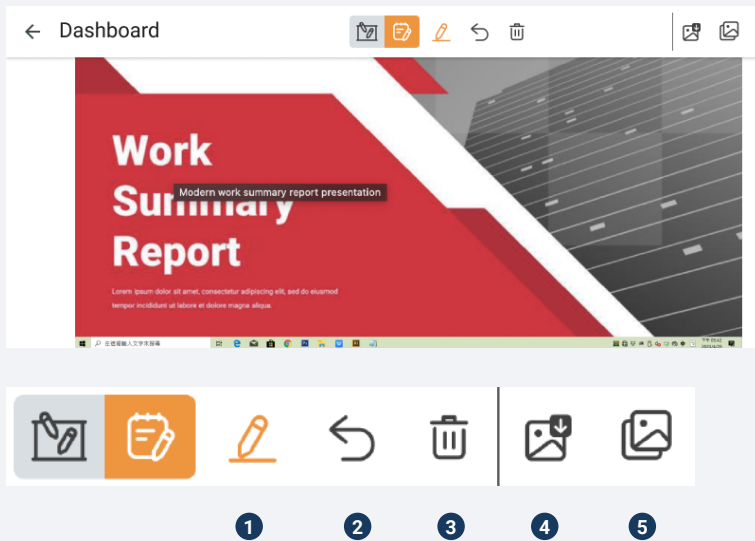 Dashboard
Work
Summary
Report
Modern work summary report presentation
Lorem ipsum dolor sit amet, consectetur adipiscing elit, sed do eiusmod
tempor incididunt ut labore et dolore magna aliqua
1 2 3 4 5